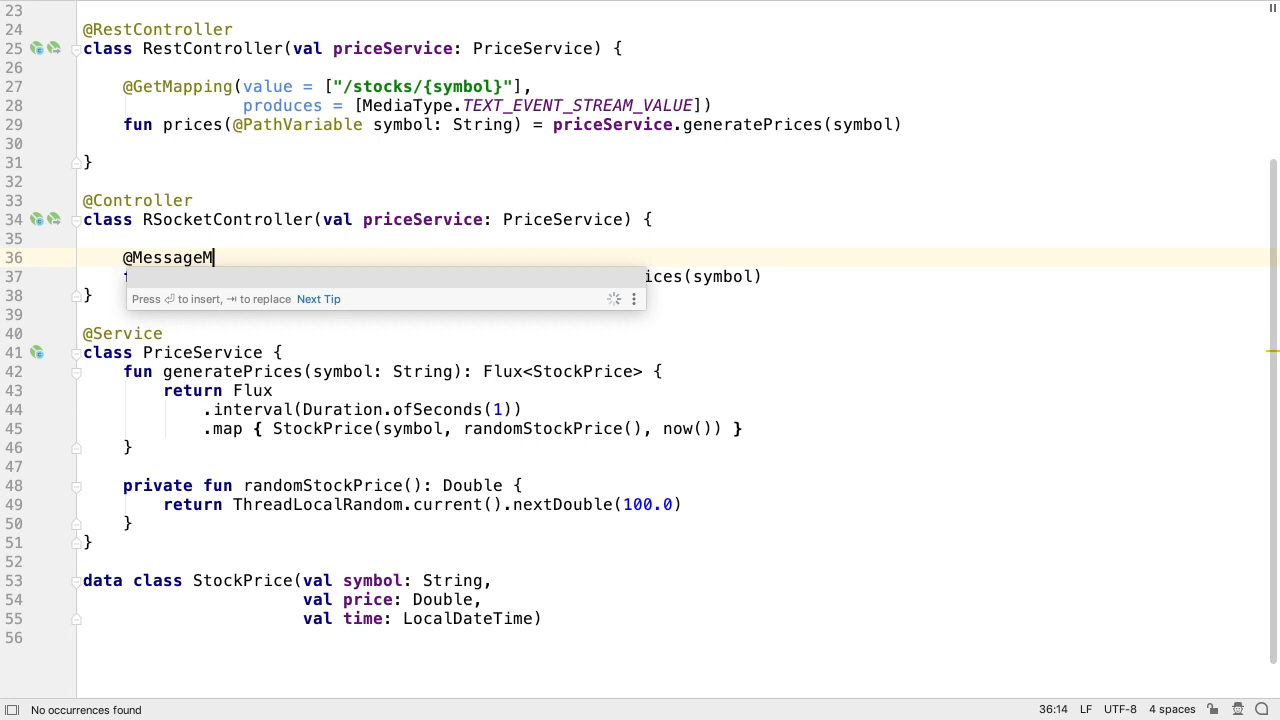 23
24 @RestController
25 class RestController(val priceService: PriceService) {
26
27 @GetMapping(value = ["/stocks/{symbol}"],
28 produces = [MediaType.TEXT_EVENT_STREAM_VALUE])
29 fun prices(@PathVariable symbol: String) = priceService.generatePrices(symbol)
30
31 }
32
33 @Controller
34 class RSocketController(val priceService: PriceService) {
35
36 @MessageM
37 ices(symbol)
38 }
Press ⏎ to insert, ⇥ to replace Next Tip
39
40 @Service
41 class PriceService {
42 fun generatePrices(symbol: String): Flux<StockPrice> {
43 return Flux
44 .interval(Duration.ofSeconds(1))
45 .map { StockPrice(symbol, randomStockPrice(), now()) }
46 }
47
48 private fun randomStockPrice(): Double {
49 return ThreadLocalRandom.current().nextDouble(100.0)
50 }
51 }
52
53 data class StockPrice(val symbol: String,
54 val price: Double,
55 val time: LocalDateTime)
56
No occurrences found 36:14 LF UTF-8 4 spaces